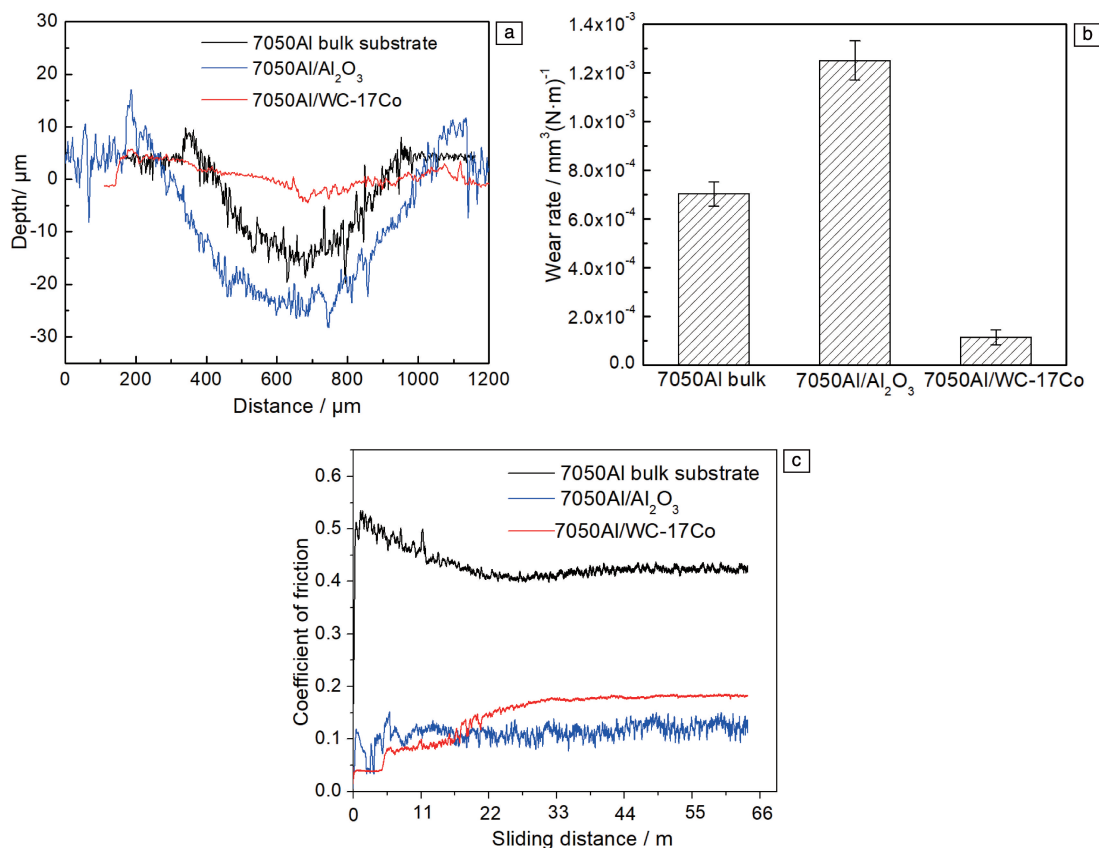 a
7050Al bulk substrate
7050Al/Al₂O₃
7050Al/WC-17Co
Depth/ μm
30
20
10
0
-10
-20
-30
0 200 400 600 800 1000 1200
Distance / μm
b
Wear rate / mm³(N·m)⁻¹
1.4x10⁻³
1.2x10⁻³
1.0x10⁻³
8.0x10⁻⁴
6.0x10⁻⁴
4.0x10⁻⁴
2.0x10⁻⁴
0.0
7050Al bulk 7050Al/Al₂O₃ 7050Al/WC-17Co
c
7050Al bulk substrate
7050Al/Al₂O₃
7050Al/WC-17Co
Coefficient of friction
0.6
0.5
0.4
0.3
0.2
0.1
0.0
0 11 22 33 44 55 66
Sliding distance / m